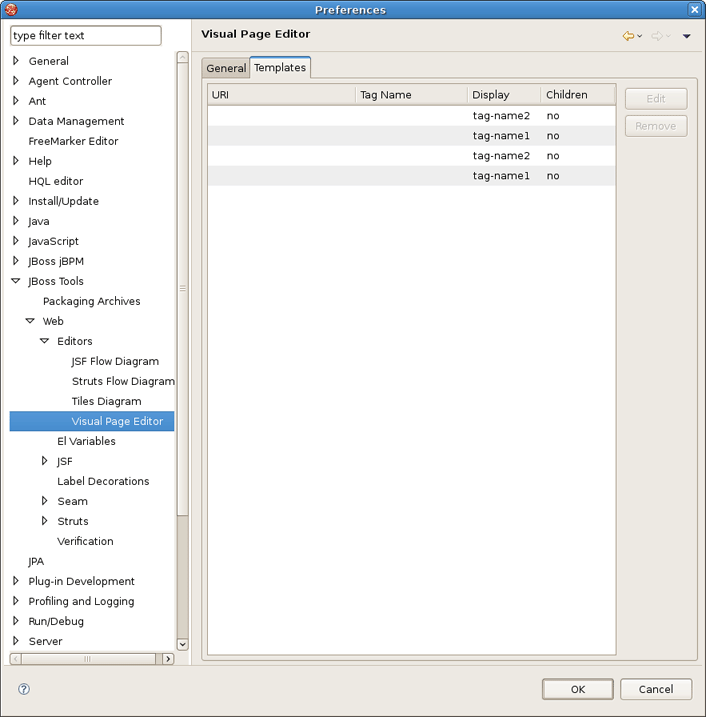 Preferences
type filter text
General
Agent Controller
Ant
Data Management
FreeMarker Editor
Help
HQL editor
Install/Update
Java
JavaScript
JBoss jBPM
JBoss Tools
Packaging Archives
Web
Editors
JSF Flow Diagram
Struts Flow Diagram
Tiles Diagram
Visual Page Editor
El Variables
JSF
Label Decorations
Seam
Struts
Verification
JPA
Plug-in Development
Profiling and Logging
Run/Debug
Server
Visual Page Editor
General Templates
URI Tag Name Display Children
tag-name2 no
tag-name1 no
tag-name2 no
tag-name1 no
Edit
Remove
?
OK Cancel